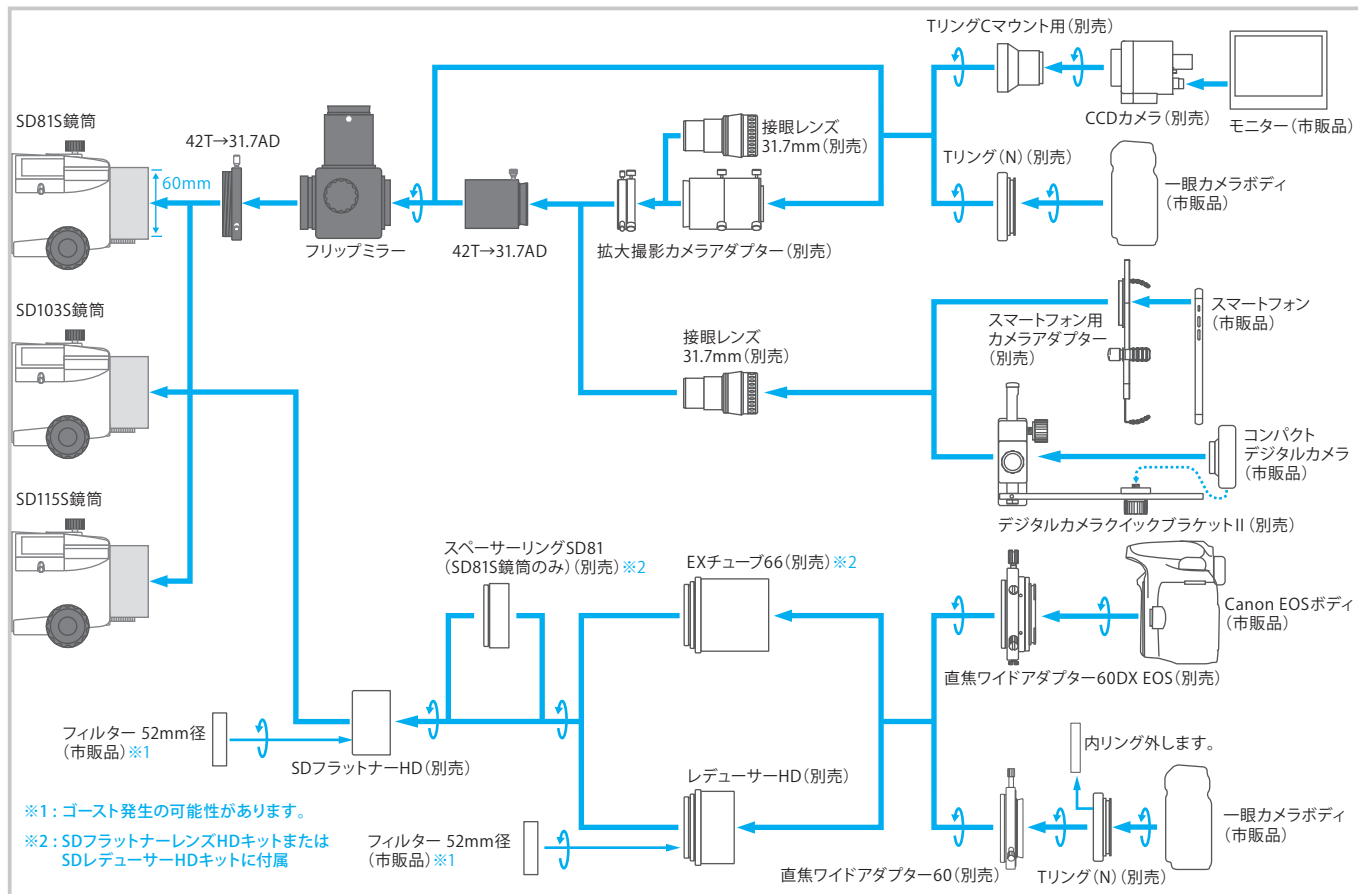 TリングCマウント用(別売)
CCDカメラ(別売)
モニター(市販品)
SD81S鏡筒
42T→31.7AD
60mm
フリップミラー
42T→31.7AD
接眼レンズ
31.7mm(別売)
拡大撮影カメラアダプター(別売)
Tリング(N)(別売)
一眼カメラボディ
(市販品)
SD103S鏡筒
接眼レンズ
31.7mm(別売)
スマートフォン用
カメラアダプター
(別売)
スマートフォン
(市販品)
コンパクト
デジタルカメラ
(市販品)
デジタルカメラクイックブラケットII(別売)
SD115S鏡筒
スペーサーリングSD81
(SD81S鏡筒のみ)(別売)※2
EXチューブ66(別売)※2
Canon EOSボディ
(市販品)
直焦ワイドアダプター60DX EOS(別売)
フィルター 52mm径
(市販品)※1
SDフラットナーHD(別売)
レデューサーHD(別売)
内リング外します。
一眼カメラボディ
(市販品)
フィルター 52mm径
(市販品)※1
直焦ワイドアダプター60(別売)
Tリング(N)(別売)
※1:ゴースト発生の可能性があります。
※2:SDフラットナーレンズHDキットまたは
SDレデューサーHDキットに付属